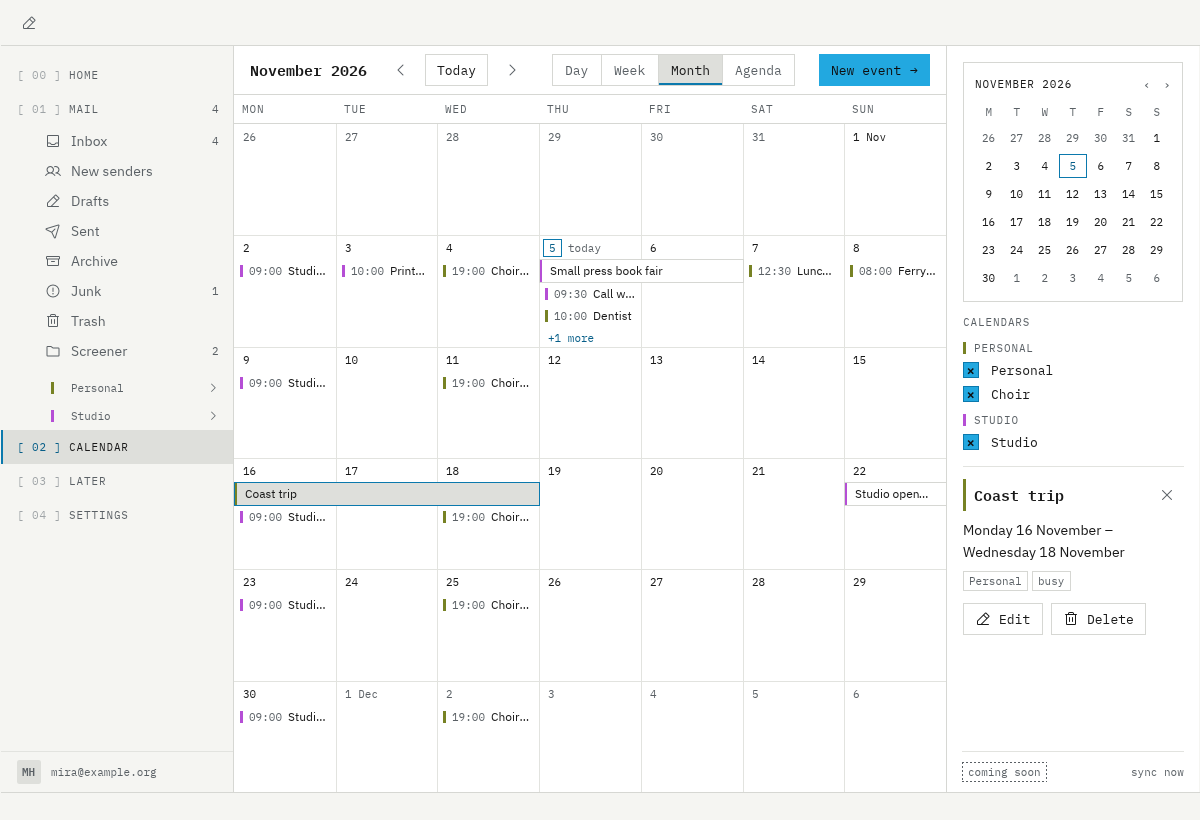 [ 00 ] HOME
[ 01 ] MAIL 4
Inbox 4
New senders
Drafts
Sent
Archive
Junk 1
Trash
Screener 2
Personal
Studio
[ 02 ] CALENDAR
[ 03 ] LATER
[ 04 ] SETTINGS
MH mira@example.org
November 2026 Today Day Week Month Agenda New event →
MON TUE WED THU FRI SAT SUN
26 27 28 29 30 31 1 Nov
2 3 4 5 today 6 7 8
09:00 Studi… 10:00 Print… 19:00 Choir… Small press book fair 12:30 Lunc… 08:00 Ferry…
09:30 Call w…
10:00 Dentist
+1 more
9 10 11 12 13 14 15
09:00 Studi… 19:00 Choir…
16 17 18 19 20 21 22
Coast trip Studio open…
09:00 Studi… 19:00 Choir…
23 24 25 26 27 28 29
09:00 Studi… 19:00 Choir…
30 1 Dec 2 3 4 5 6
09:00 Studi… 19:00 Choir…
NOVEMBER 2026 ‹ ›
M T W T F S S
26 27 28 29 30 31 1
2 3 4 5 6 7 8
9 10 11 12 13 14 15
16 17 18 19 20 21 22
23 24 25 26 27 28 29
30 1 2 3 4 5 6
CALENDARS
PERSONAL
Personal
Choir
STUDIO
Studio
Coast trip
Monday 16 November –
Wednesday 18 November
Personal busy
Edit Delete
coming soon sync now